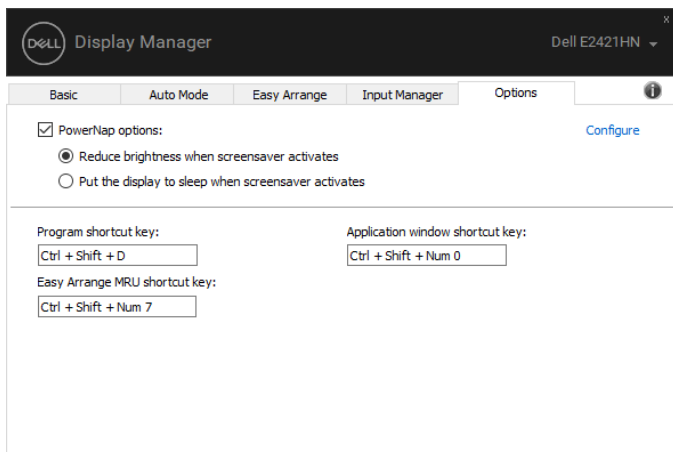 x
DELL Display Manager Dell E2421HN
Basic Auto Mode Easy Arrange Input Manager Options i
PowerNap options: Configure
Reduce brightness when screensaver activates
Put the display to sleep when screensaver activates
Program shortcut key: Application window shortcut key:
Ctrl + Shift + D Ctrl + Shift + Num 0
Easy Arrange MRU shortcut key:
Ctrl + Shift + Num 7